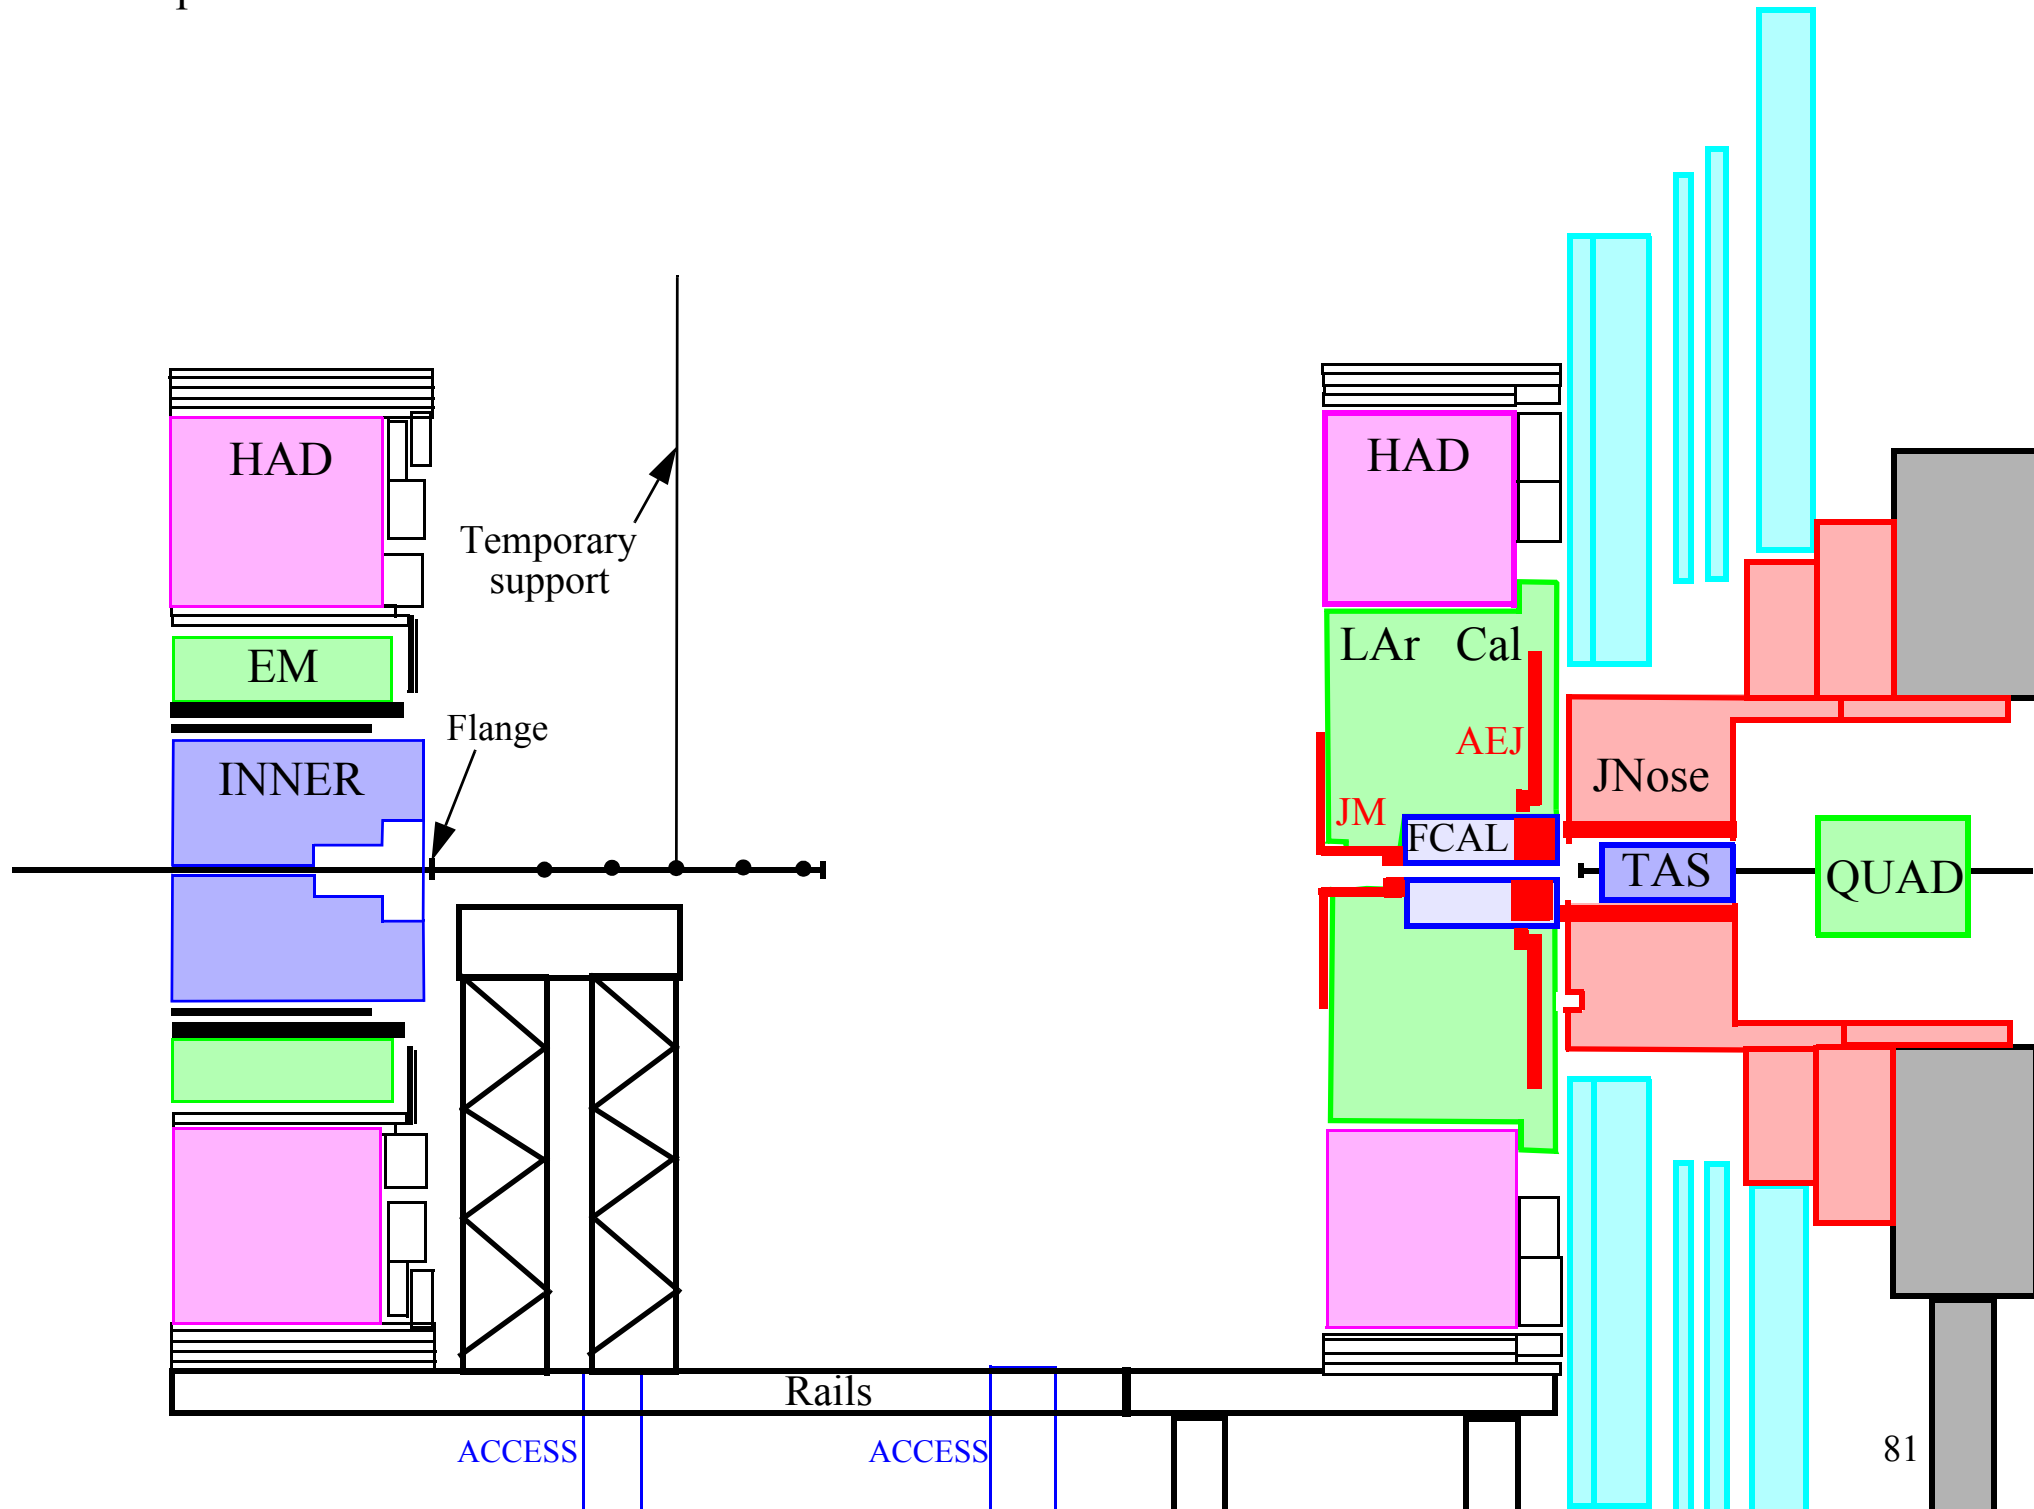 HAD
HAD
Temporary
support
LAr Cal
EM
Flange
AEJ
INNER
JNose
JM
FCAL
TAS
QUAD
Rails
ACCESS
ACCESS
81